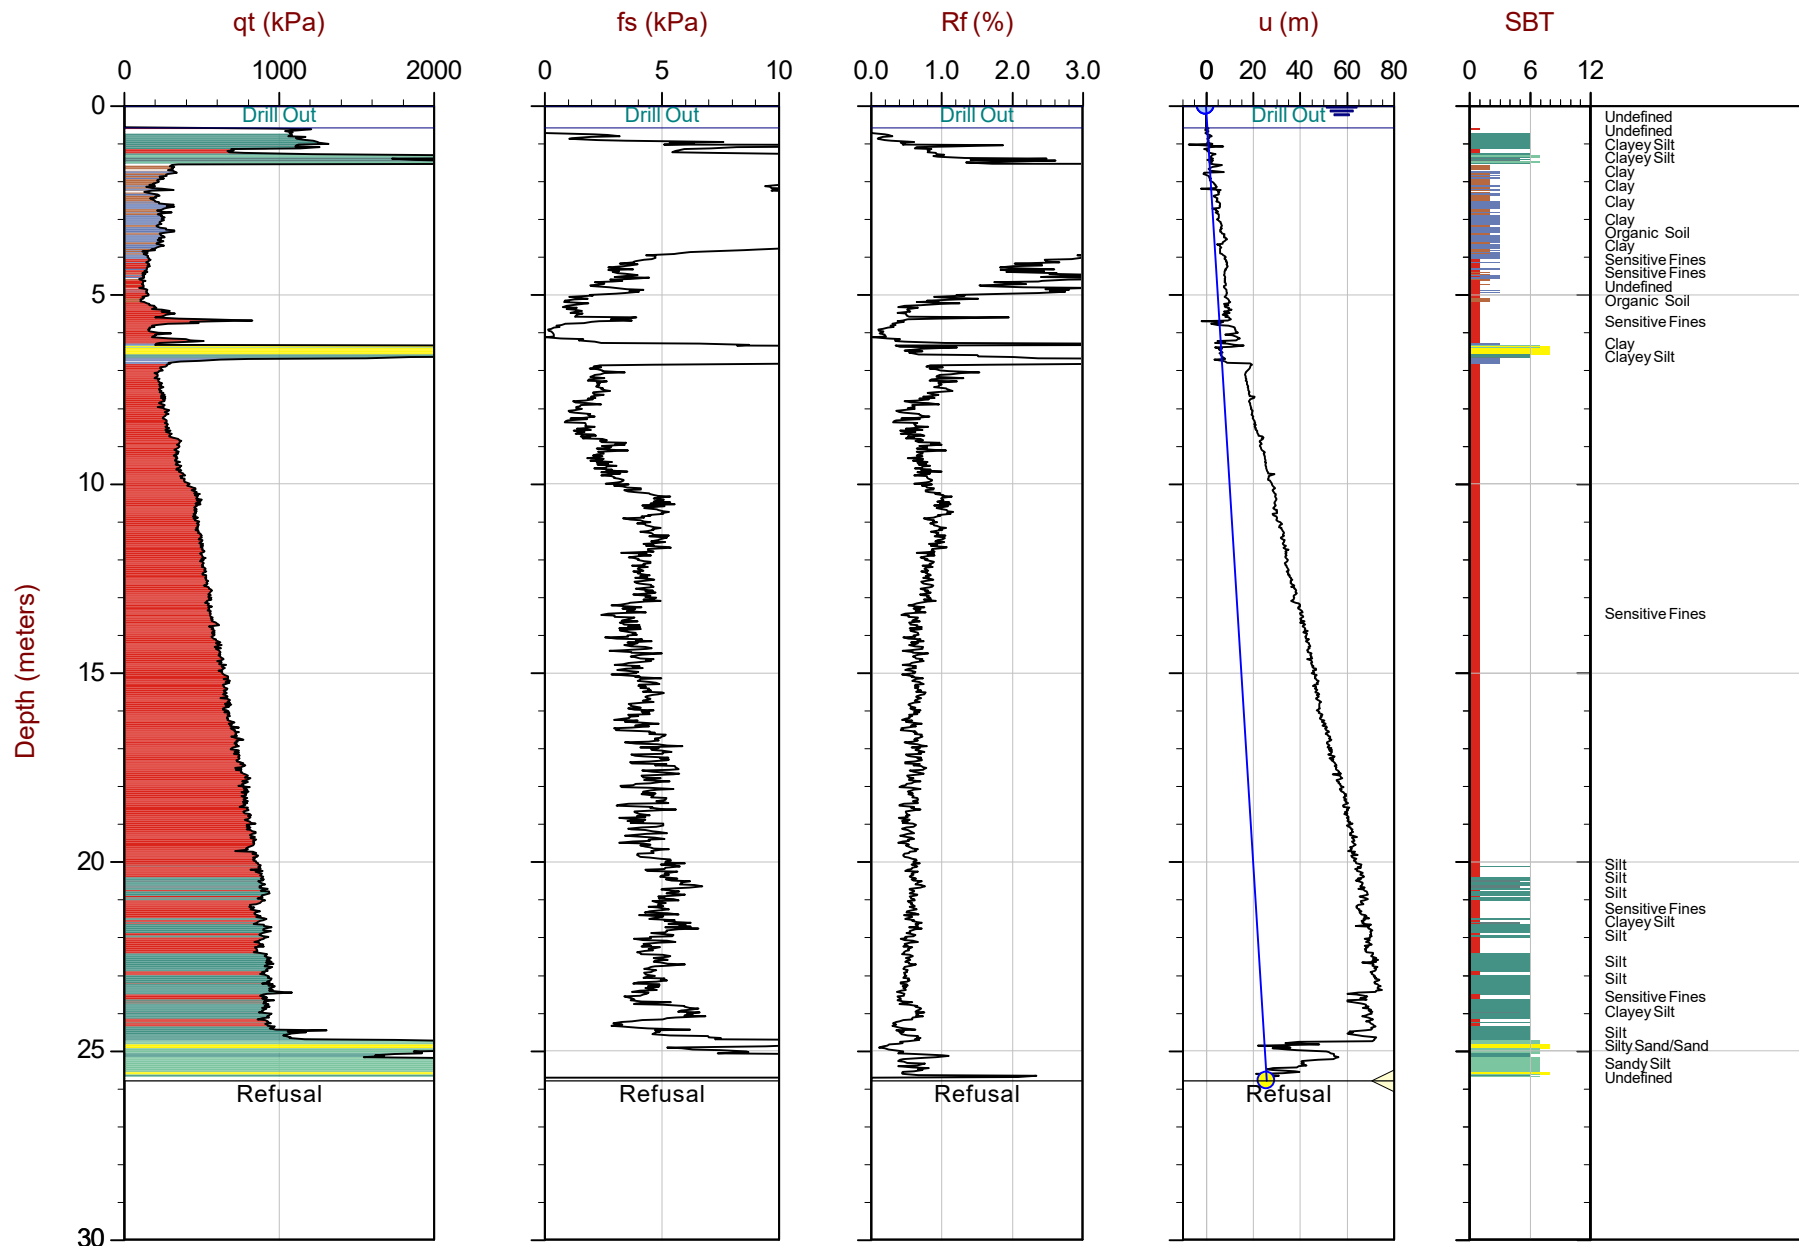 qt (kPa) fs (kPa) Rf (%) u (m) SBT
0 1000 2000 0 5 10 0.0 1.0 2.0 3.0 0 20 40 60 80 0 6 12
0
Drill Out Drill Out Drill Out Drill Out
Undefined
Undefined
Clayey Silt
Clayey Silt
Clay
Clay
Clay
Clay
Organic Soil
Clay
Sensitive Fines
Sensitive Fines
Undefined
5
Organic Soil
Sensitive Fines
Clay
Clayey Silt
10
Sensitive Fines
Depth (meters)
15
20
Silt
Silt
Silt
Sensitive Fines
Clayey Silt
Silt
Silt
Silt
Sensitive Fines
Clayey Silt
Silt
Silty Sand/Sand
25
Sandy Silt
Undefined
Refusal Refusal Refusal Refusal
30